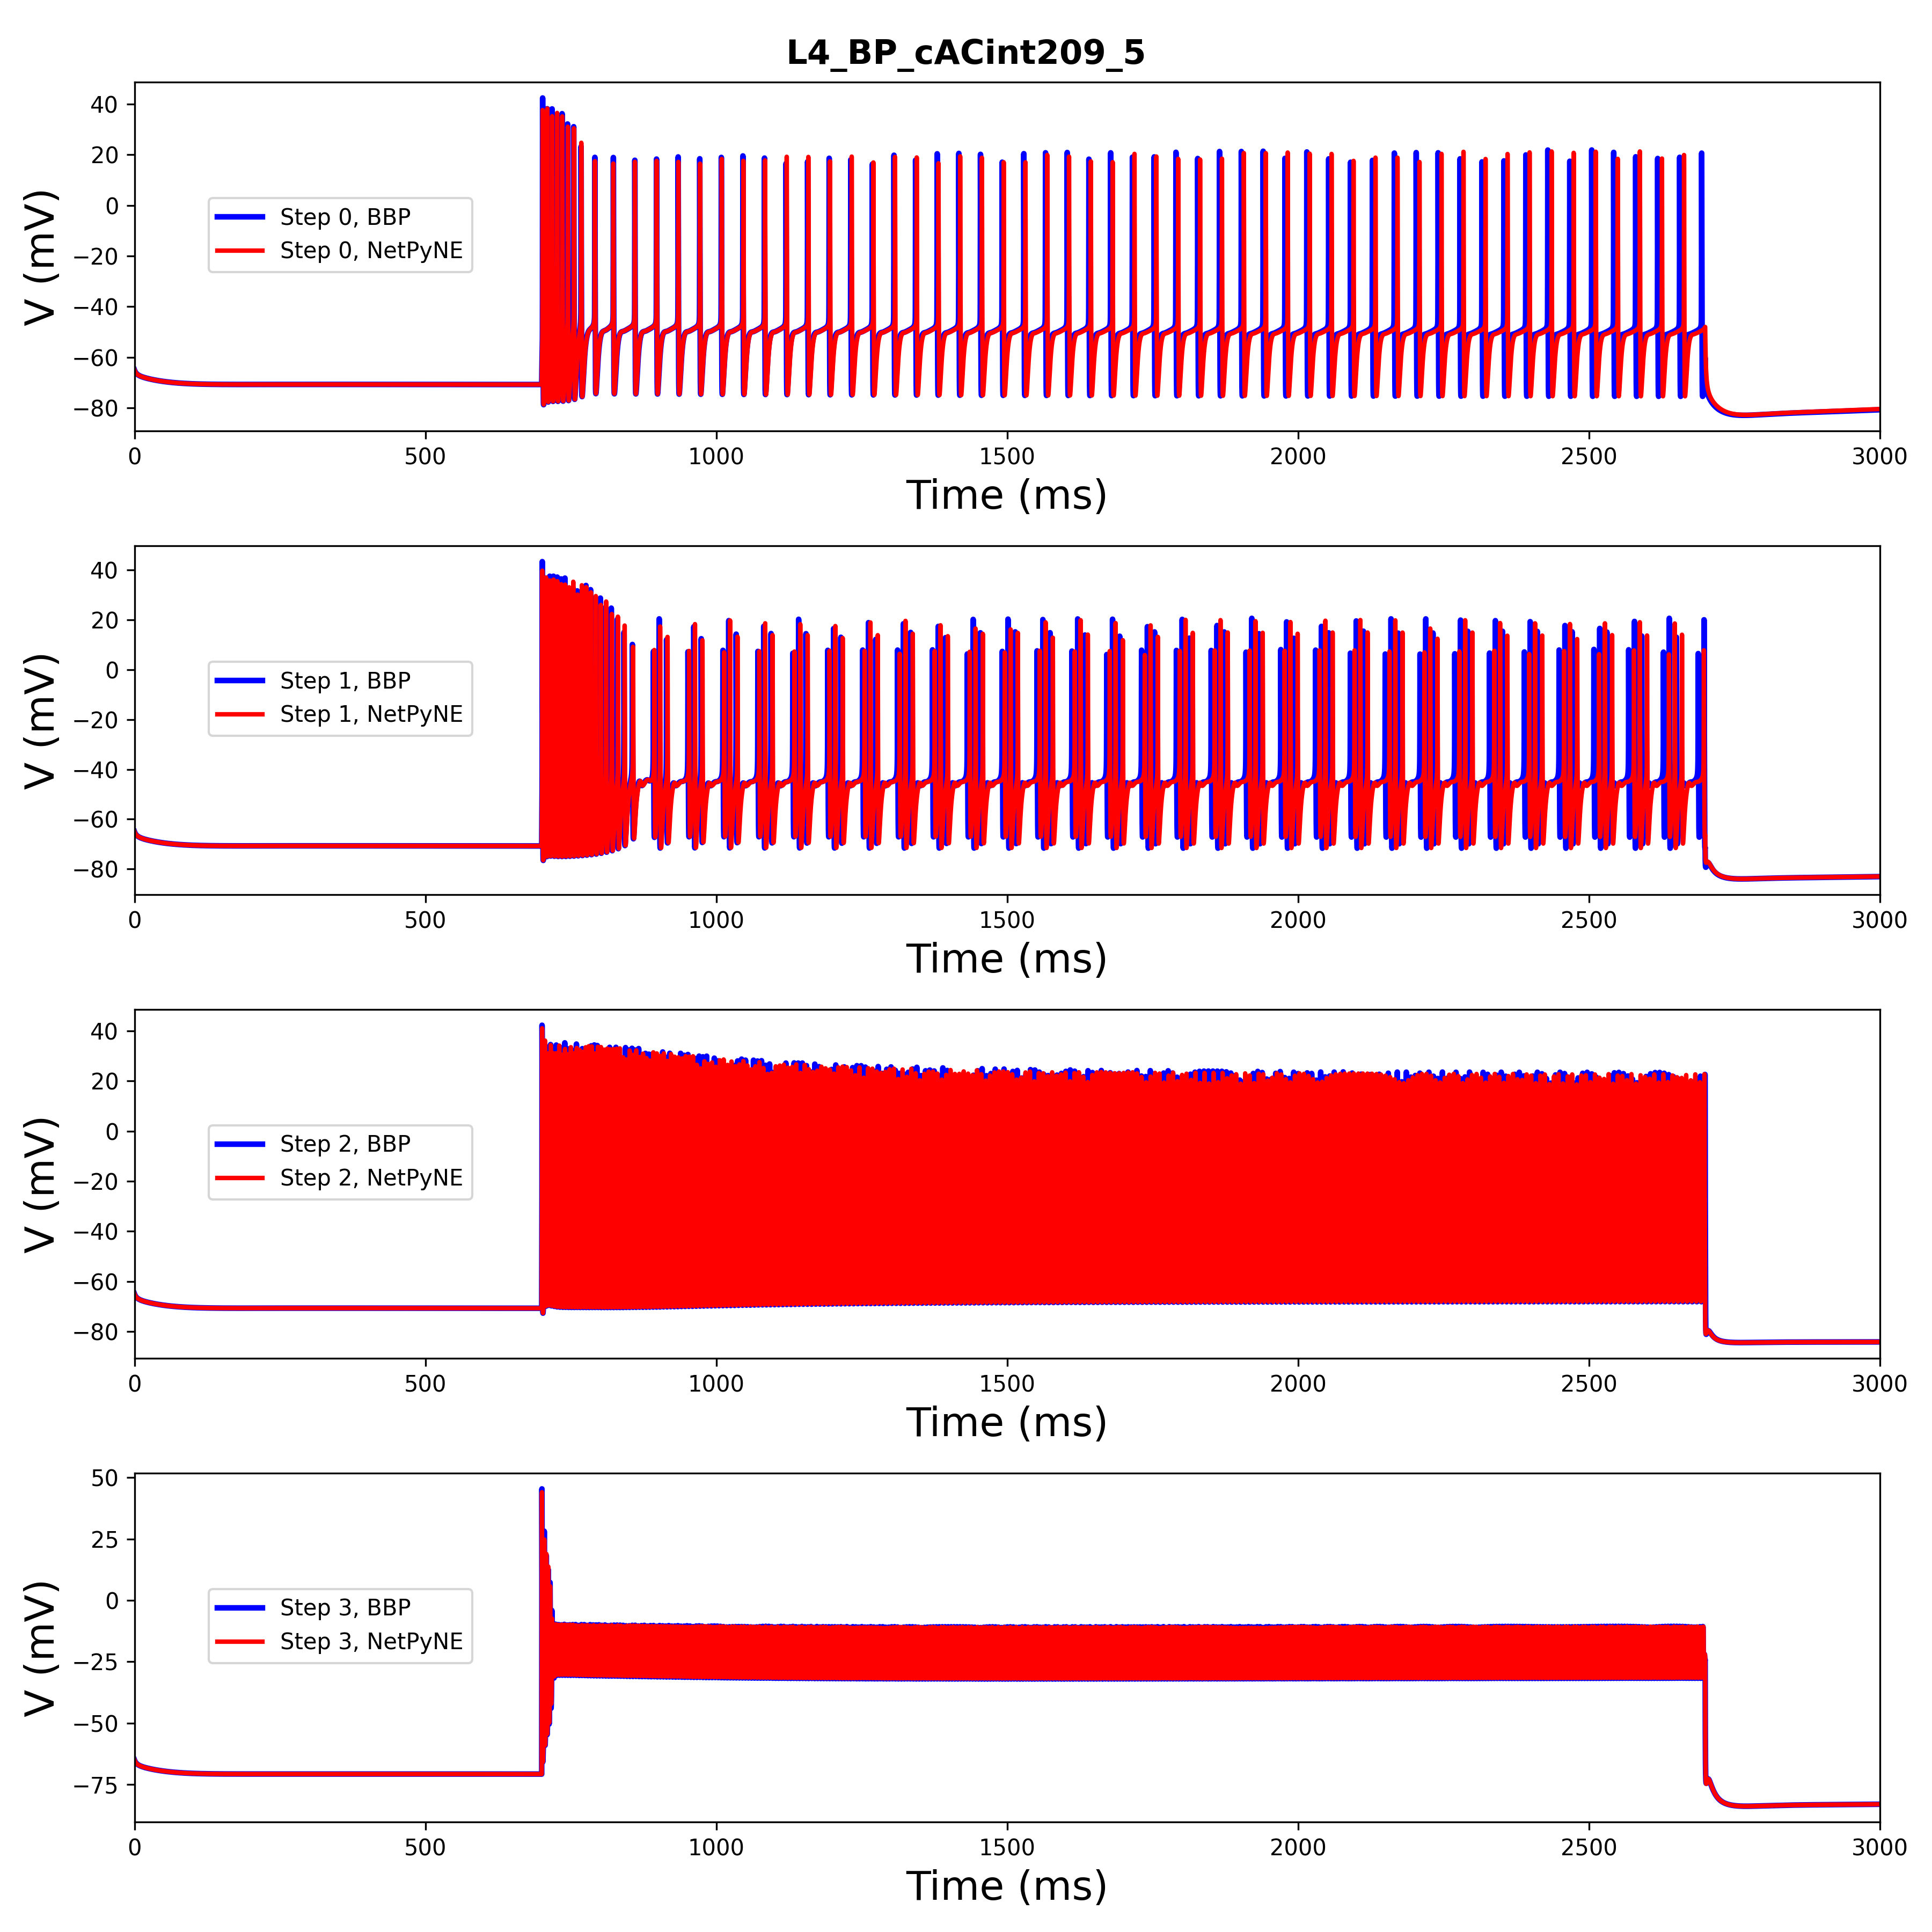 L4_BP_cACint209_5
40
20
0
−20
−40
−60
−80
V (mV)
Step 0, BBP
Step 0, NetPyNE
0 500 1000 1500 2000 2500 3000
Time (ms)
40
20
0
−20
−40
−60
−80
V (mV)
Step 1, BBP
Step 1, NetPyNE
0 500 1000 1500 2000 2500 3000
Time (ms)
40
20
0
−20
−40
−60
−80
V (mV)
Step 2, BBP
Step 2, NetPyNE
0 500 1000 1500 2000 2500 3000
Time (ms)
50
25
0
−25
−50
−75
V (mV)
Step 3, BBP
Step 3, NetPyNE
0 500 1000 1500 2000 2500 3000
Time (ms)